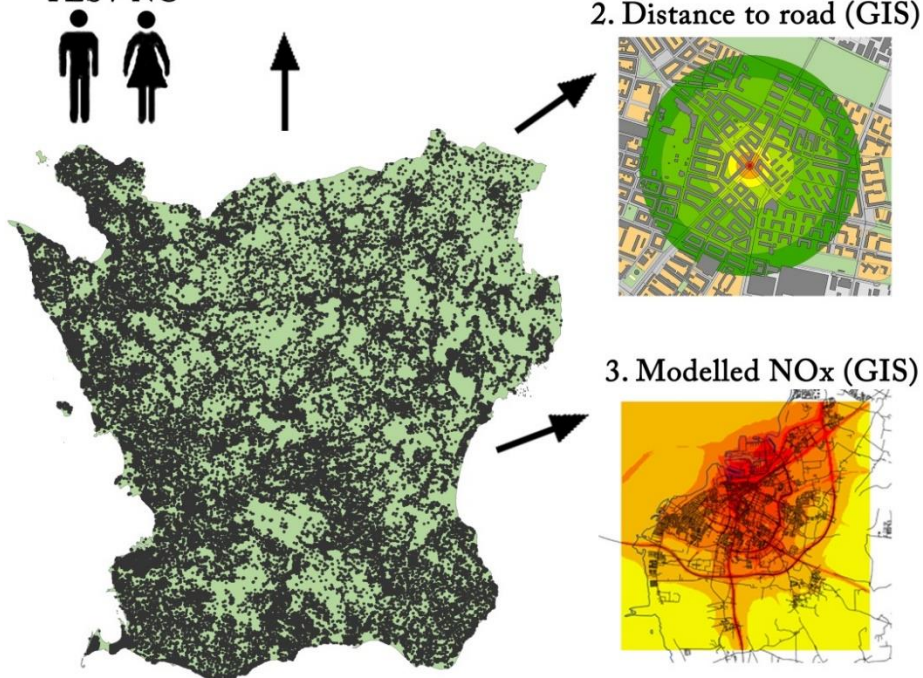 2. Distance to road (GIS)
3. Modelled NOx (GIS)